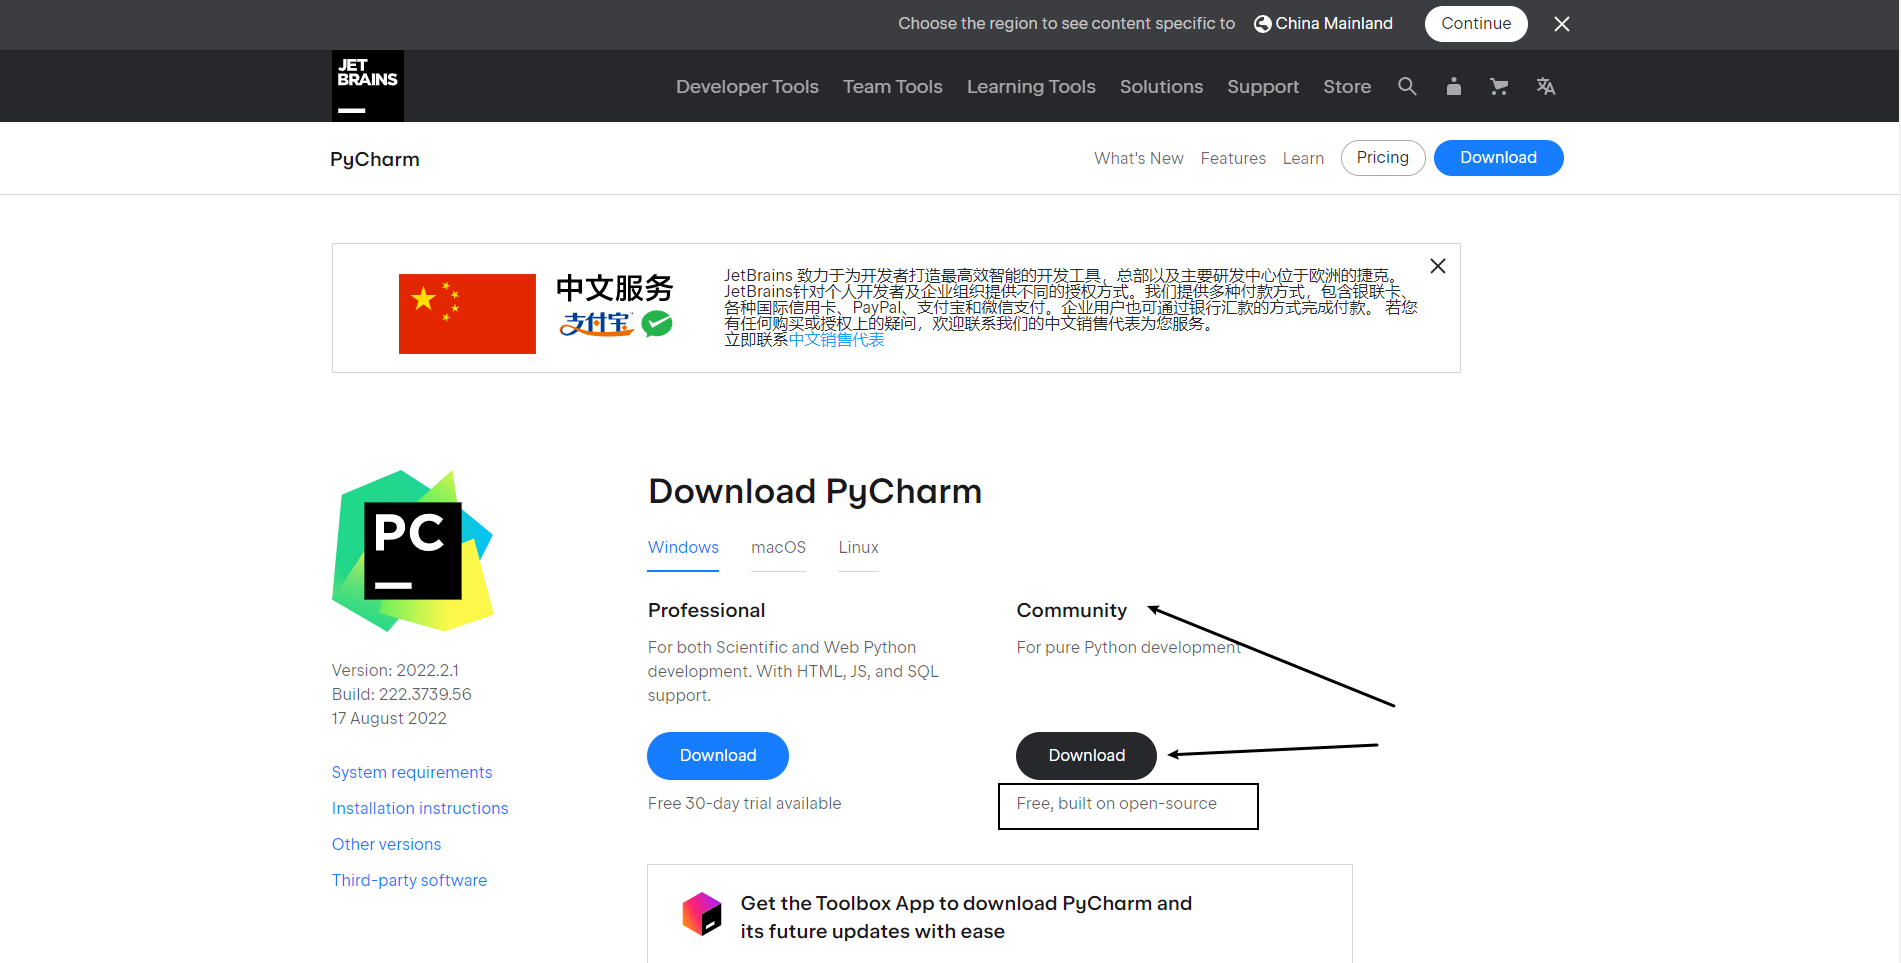 Choose the region to see content specific to China Mainland Continue
JET
BRAINS
Developer Tools Team Tools Learning Tools Solutions Support Store
PyCharm
What's New Features Learn Pricing Download
中文服务
支付宝
JetBrains 致力于为开发者打造最高效智能的开发工具，总部以及主要研发中心位于欧洲的捷克。
JetBrains针对个人开发者及企业组织提供不同的授权方式。我们提供多种付款方式，包含银联卡、
各种国际信用卡、PayPal、支付宝和微信支付。企业用户也可通过银行汇款的方式完成付款。 若您
有任何购买或授权上的疑问，欢迎联系我们的中文销售代表为您服务。
立即联系中文销售代表
PC
Version: 2022.2.1
Build: 222.3739.56
17 August 2022
System requirements
Installation instructions
Other versions
Third-party software
Download PyCharm
Windows macOS Linux
Professional
For both Scientific and Web Python
development. With HTML, JS, and SQL
support.
Download
Free 30-day trial available
Community
For pure Python development
Download
Free, built on open-source
Get the Toolbox App to download PyCharm and
its future updates with ease